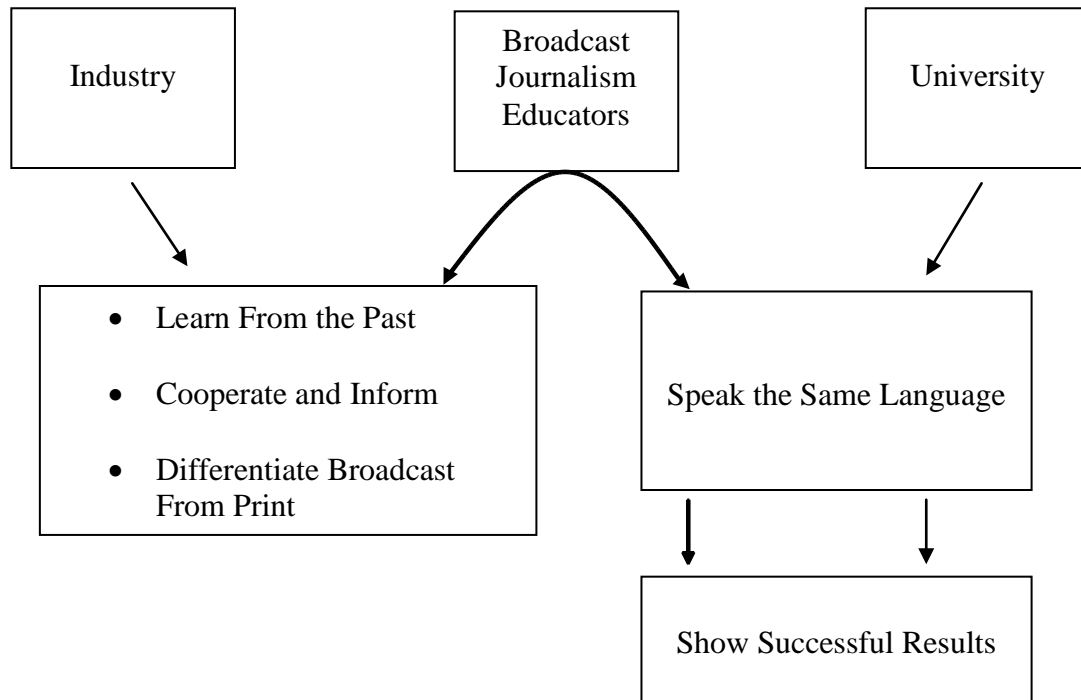 Industry
Broadcast
Journalism
Educators
University
• Learn From the Past
• Cooperate and Inform
• Differentiate Broadcast
From Print
Speak the Same Language
Show Successful Results